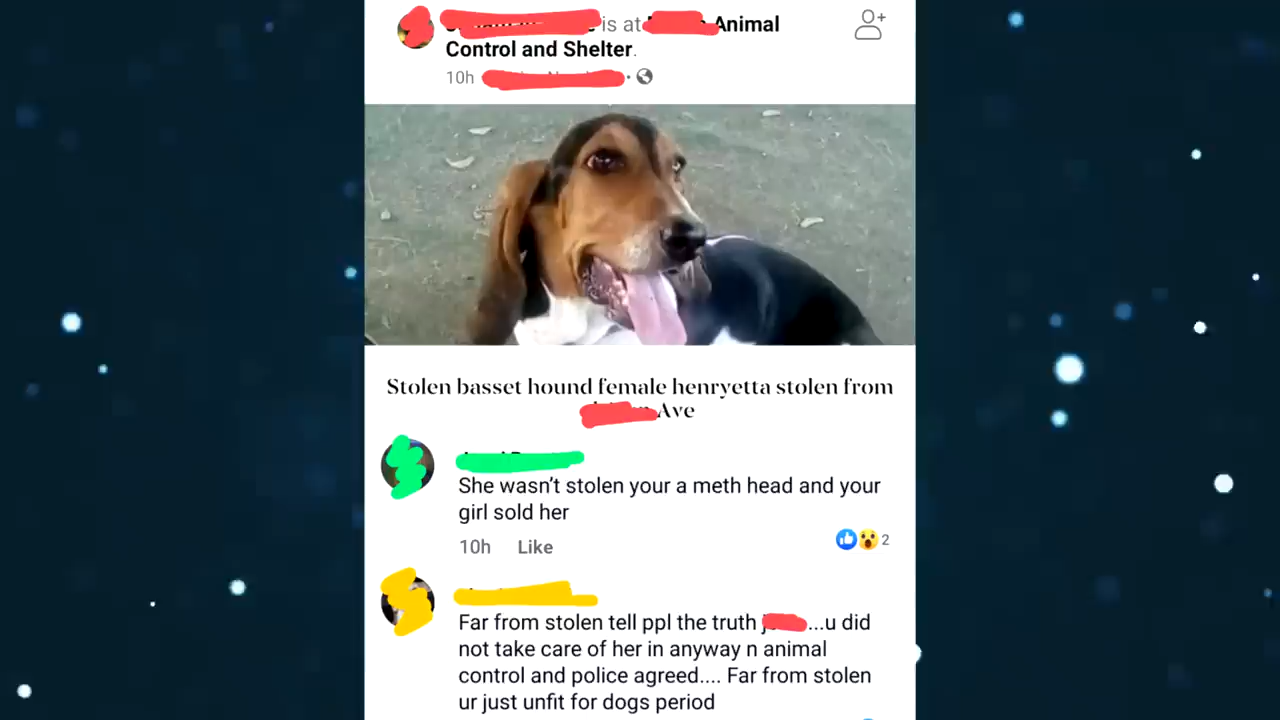 is at Animal
Control and Shelter.
10h
Stolen basset hound female henryetta stolen from
Ave
She wasn't stolen your a meth head and your
girl sold her
10h Like
2
Far from stolen tell ppl the truth ...u did
not take care of her in anyway n animal
control and police agreed.... Far from stolen
ur just unfit for dogs period